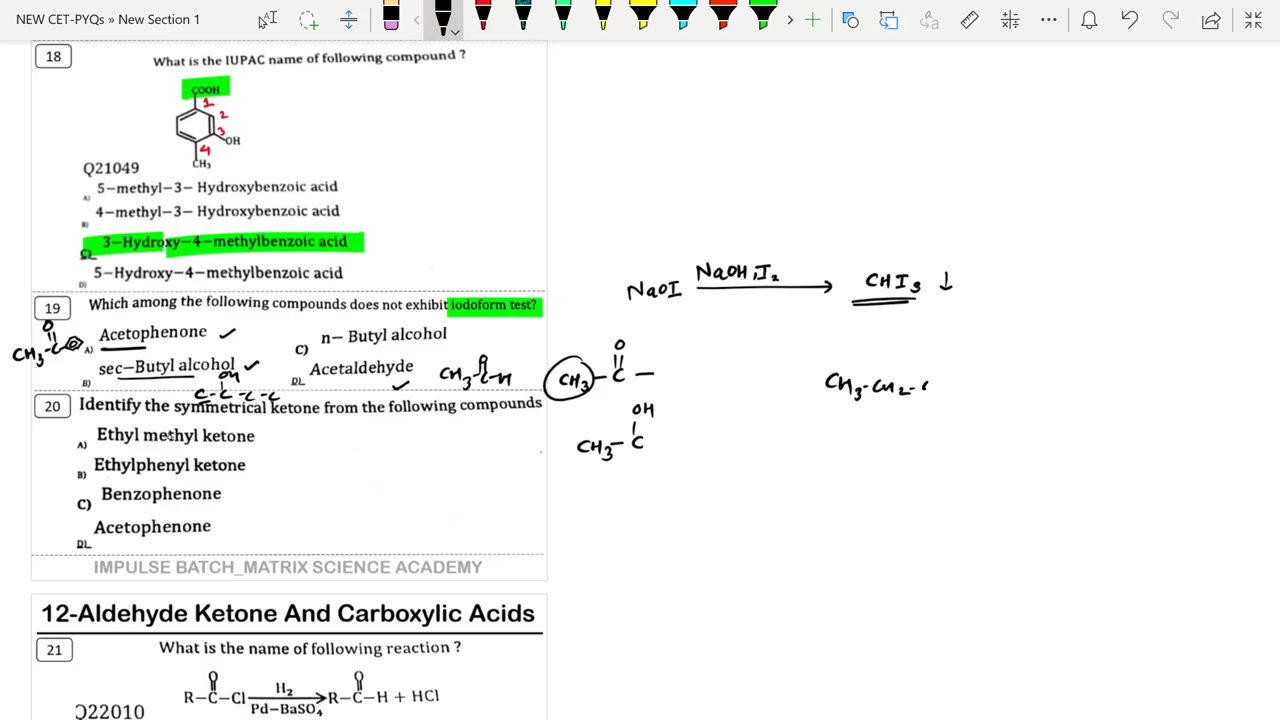 NEW CET-PYQs » New Section 1
18
What is the IUPAC name of following compound ?
COOH
1
2
3
OH
4
CH₃
Q21049
A) 5-methyl-3- Hydroxybenzoic acid
B) 4-methyl-3- Hydroxybenzoic acid
C) 3-Hydroxy-4-methylbenzoic acid
D) 5-Hydroxy-4-methylbenzoic acid
19
Which among the following compounds does not exhibit iodoform test?
O
CH₃-C
A) Acetophenone ✓
C) n- Butyl alcohol
B) sec-Butyl alcohol ✓
D) Acetaldehyde ✓
OH
C-C-C-C
O
CH₃-C-H
NaOI
NaOH, I₂
CHI₃ ↓
O
CH₃-C-
OH
CH₃-C
CH₃-CH₂-
20
Identify the symmetrical ketone from the following compounds
A) Ethyl methyl ketone
B) Ethylphenyl ketone
C) Benzophenone
D) Acetophenone
IMPULSE BATCH_MATRIX SCIENCE ACADEMY
12-Aldehyde Ketone And Carboxylic Acids
21
What is the name of following reaction ?
O
R-C-Cl
H₂
Pd-BaSO₄
O
R-C-H + HCl
Q22010